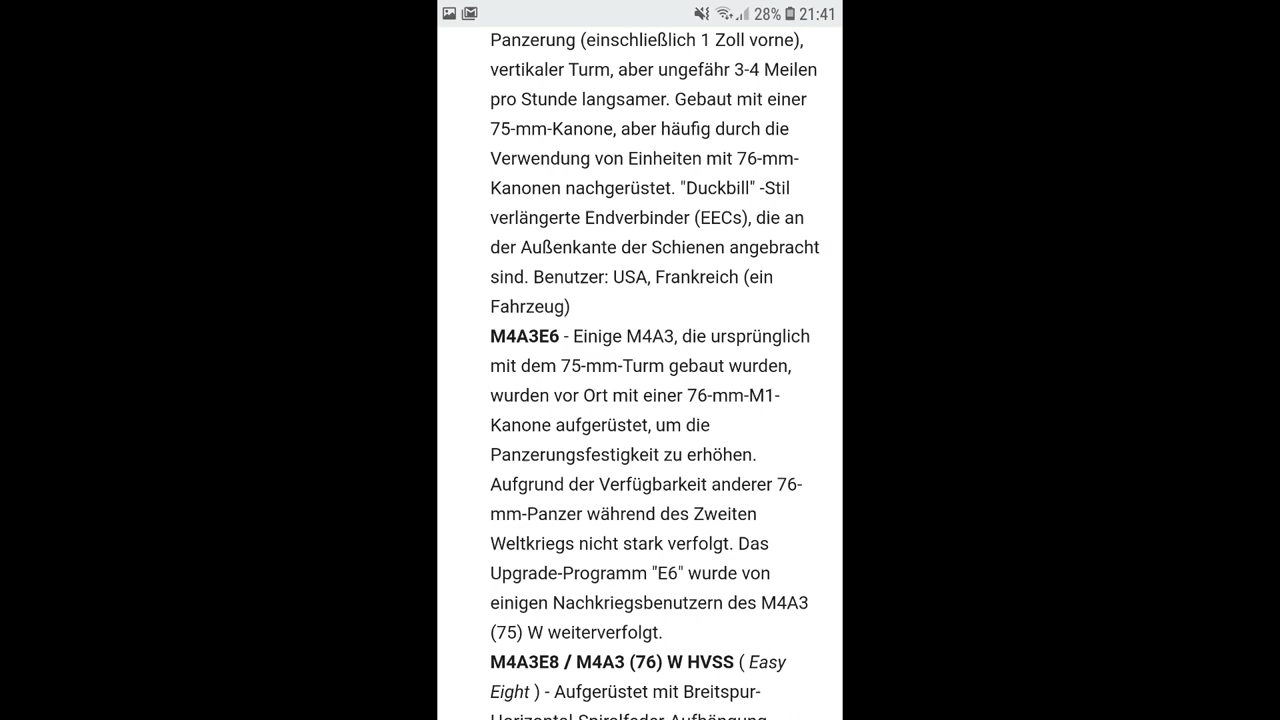 28% 21:41
Panzerung (einschließlich 1 Zoll vorne),
vertikaler Turm, aber ungefähr 3-4 Meilen
pro Stunde langsamer. Gebaut mit einer
75-mm-Kanone, aber häufig durch die
Verwendung von Einheiten mit 76-mm-
Kanonen nachgerüstet. "Duckbill" -Stil
verlängerte Endverbinder (EECs), die an
der Außenkante der Schienen angebracht
sind. Benutzer: USA, Frankreich (ein
Fahrzeug)
M4A3E6 - Einige M4A3, die ursprünglich
mit dem 75-mm-Turm gebaut wurden,
wurden vor Ort mit einer 76-mm-M1-
Kanone aufgerüstet, um die
Panzerungsfestigkeit zu erhöhen.
Aufgrund der Verfügbarkeit anderer 76-
mm-Panzer während des Zweiten
Weltkriegs nicht stark verfolgt. Das
Upgrade-Programm "E6" wurde von
einigen Nachkriegsbenutzern des M4A3
(75) W weiterverfolgt.
M4A3E8 / M4A3 (76) W HVSS ( Easy
Eight ) - Aufgerüstet mit Breitspur-
Horizontal-Spiralfeder-Aufhängung